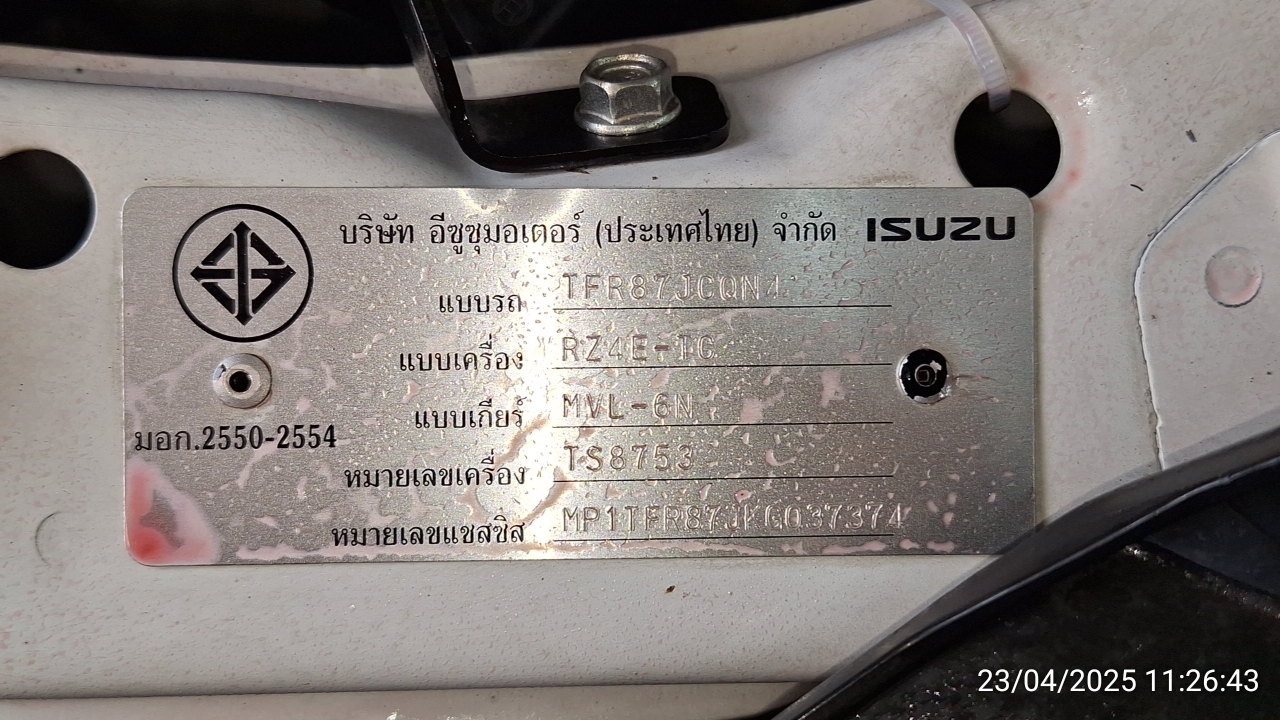 บริษัท อีซูซุมอเตอร์ (ประเทศไทย) จำกัด ISUZU
แบบรถ TFR87JCQN4
แบบเครื่อง RZ4E-TC
แบบเกียร์ MVL-6N
มอก.2550-2554
หมายเลขเครื่อง TS8753
หมายเลขแชสซิส
23/04/2025 11:26:43